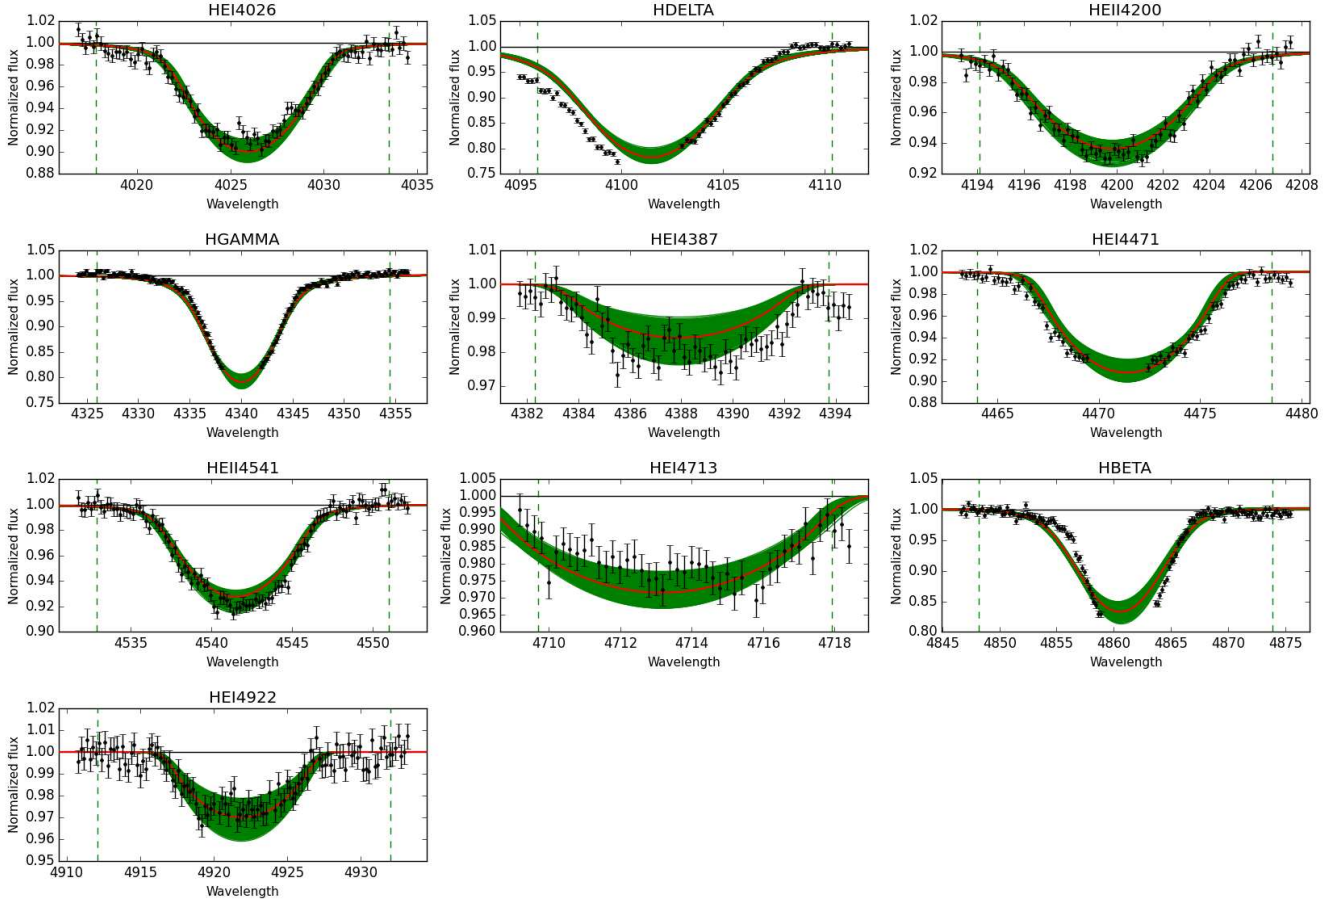 HEI4026
1.02
1.00
0.98
0.96
0.94
0.92
0.90
0.88
Normalized flux
4020 4025 4030 4035
Wavelength
HDELTA
1.05
1.00
0.95
0.90
0.85
0.80
0.75
Normalized flux
4095 4100 4105 4110
Wavelength
HEII4200
1.02
1.00
0.98
0.96
0.94
0.92
Normalized flux
4194 4196 4198 4200 4202 4204 4206 4208
Wavelength
HGAMMA
1.05
1.00
0.95
0.90
0.85
0.80
0.75
Normalized flux
4325 4330 4335 4340 4345 4350 4355
Wavelength
HEI4387
1.01
1.00
0.99
0.98
0.97
Normalized flux
4382 4384 4386 4388 4390 4392 4394
Wavelength
HEI4471
1.02
1.00
0.98
0.96
0.94
0.92
0.90
0.88
Normalized flux
4465 4470 4475 4480
Wavelength
HEII4541
1.02
1.00
0.98
0.96
0.94
0.92
0.90
Normalized flux
4535 4540 4545 4550
Wavelength
HEI4713
1.005
1.000
0.995
0.990
0.985
0.980
0.975
0.970
0.965
0.960
Normalized flux
4710 4712 4714 4716 4718
Wavelength
HBETA
1.05
1.00
0.95
0.90
0.85
0.80
Normalized flux
4845 4850 4855 4860 4865 4870 4875
Wavelength
HEI4922
1.02
1.01
1.00
0.99
0.98
0.97
0.96
0.95
Normalized flux
4910 4915 4920 4925 4930
Wavelength